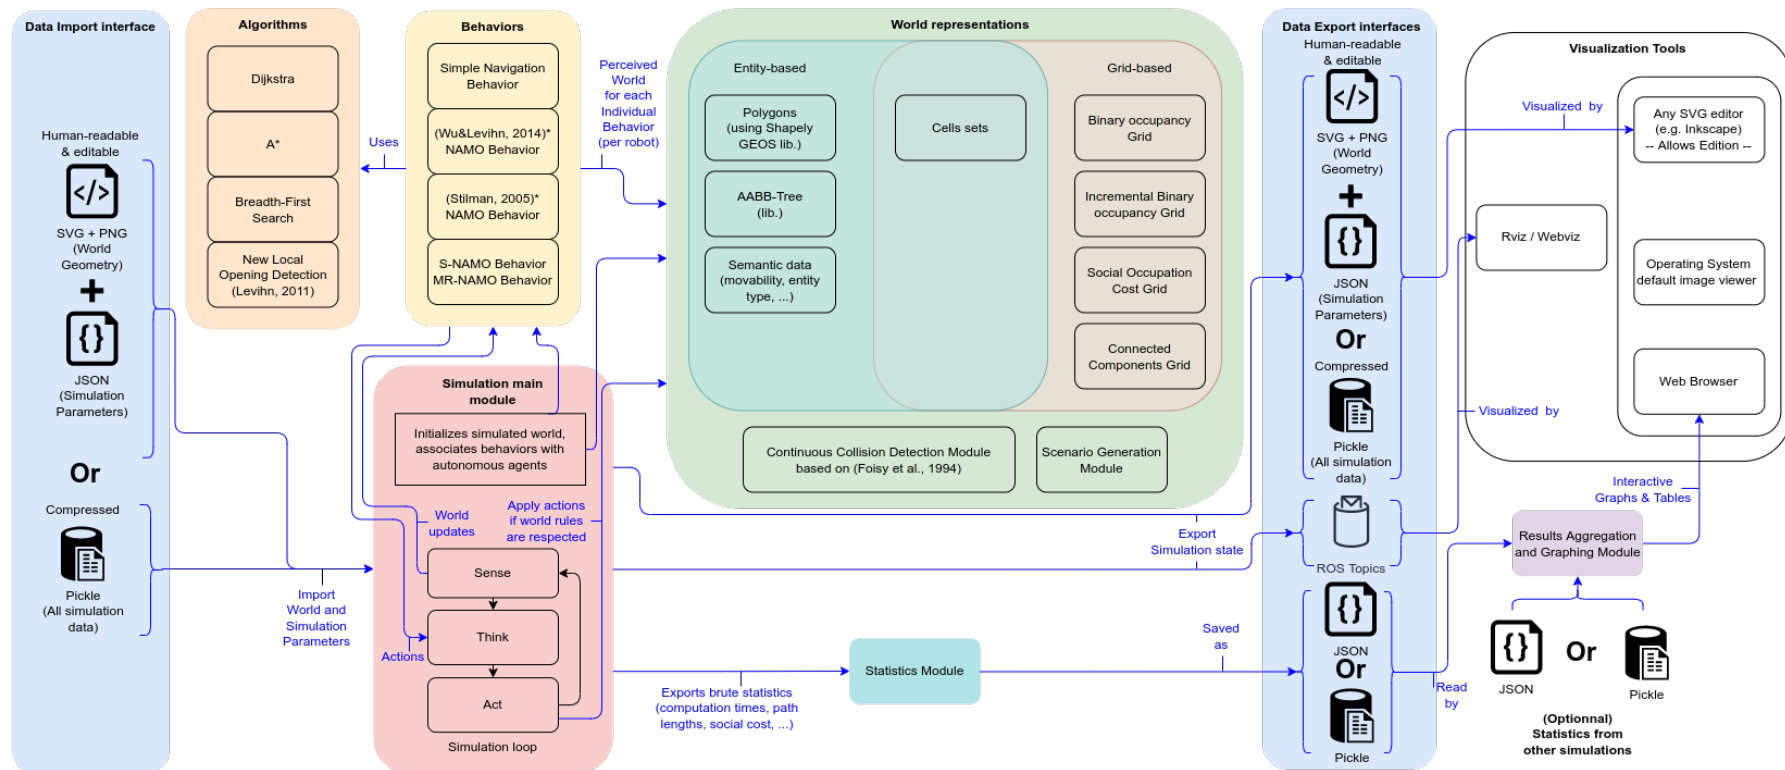 Data Import interface
Human-readable
& editable
</>
SVG + PNG
(World
Geometry)
+
{}
JSON
(Simulation
Parameters)
Or
Compressed
Pickle
(All simulation
data)
Import
World and
Simulation
Parameters
Algorithms
Dijkstra
A*
Breadth-First
Search
New Local
Opening Detection
(Levihn, 2011)
Uses
Behaviors
Simple Navigation
Behavior
(Wu&Levihn, 2014)*
NAMO Behavior
(Stilman, 2005)*
NAMO Behavior
S-NAMO Behavior
MR-NAMO Behavior
Perceived
World
for each
Individual
Behavior
(per robot)
Simulation main
module
Initializes simulated world,
associates behaviors with
autonomous agents
World
updates
Apply actions
if world rules
are respected
Sense
Think
Actions
Act
Simulation loop
World representations
Entity-based
Polygons
(using Shapely
GEOS lib.)
AABB-Tree
(lib.)
Semantic data
(movability, entity
type, ...)
Cells sets
Grid-based
Binary occupancy
Grid
Incremental Binary
occupancy Grid
Social Occupation
Cost Grid
Connected
Components Grid
Continuous Collision Detection Module
based on (Foisy et al., 1994)
Scenario Generation
Module
Export
Simulation state
Exports brute statistics
(computation times, path
lengths, social cost, ...)
Statistics Module
Saved
as
Data Export interfaces
Human-readable
& editable
</>
SVG + PNG
(World
Geometry)
+
{}
JSON
(Simulation
Parameters)
Or
Compressed
Pickle
(All simulation
data)
ROS Topics
{}
JSON
Or
Pickle
Read
by
Visualized by
Visualized by
Visualization Tools
Any SVG editor
(e.g. Inkscape)
-- Allows Edition --
Rviz / Webviz
Operating System
default image viewer
Web Browser
Interactive
Graphs & Tables
Results Aggregation
and Graphing Module
{}
JSON
Or
Pickle
(Optionnal)
Statistics from
other simulations